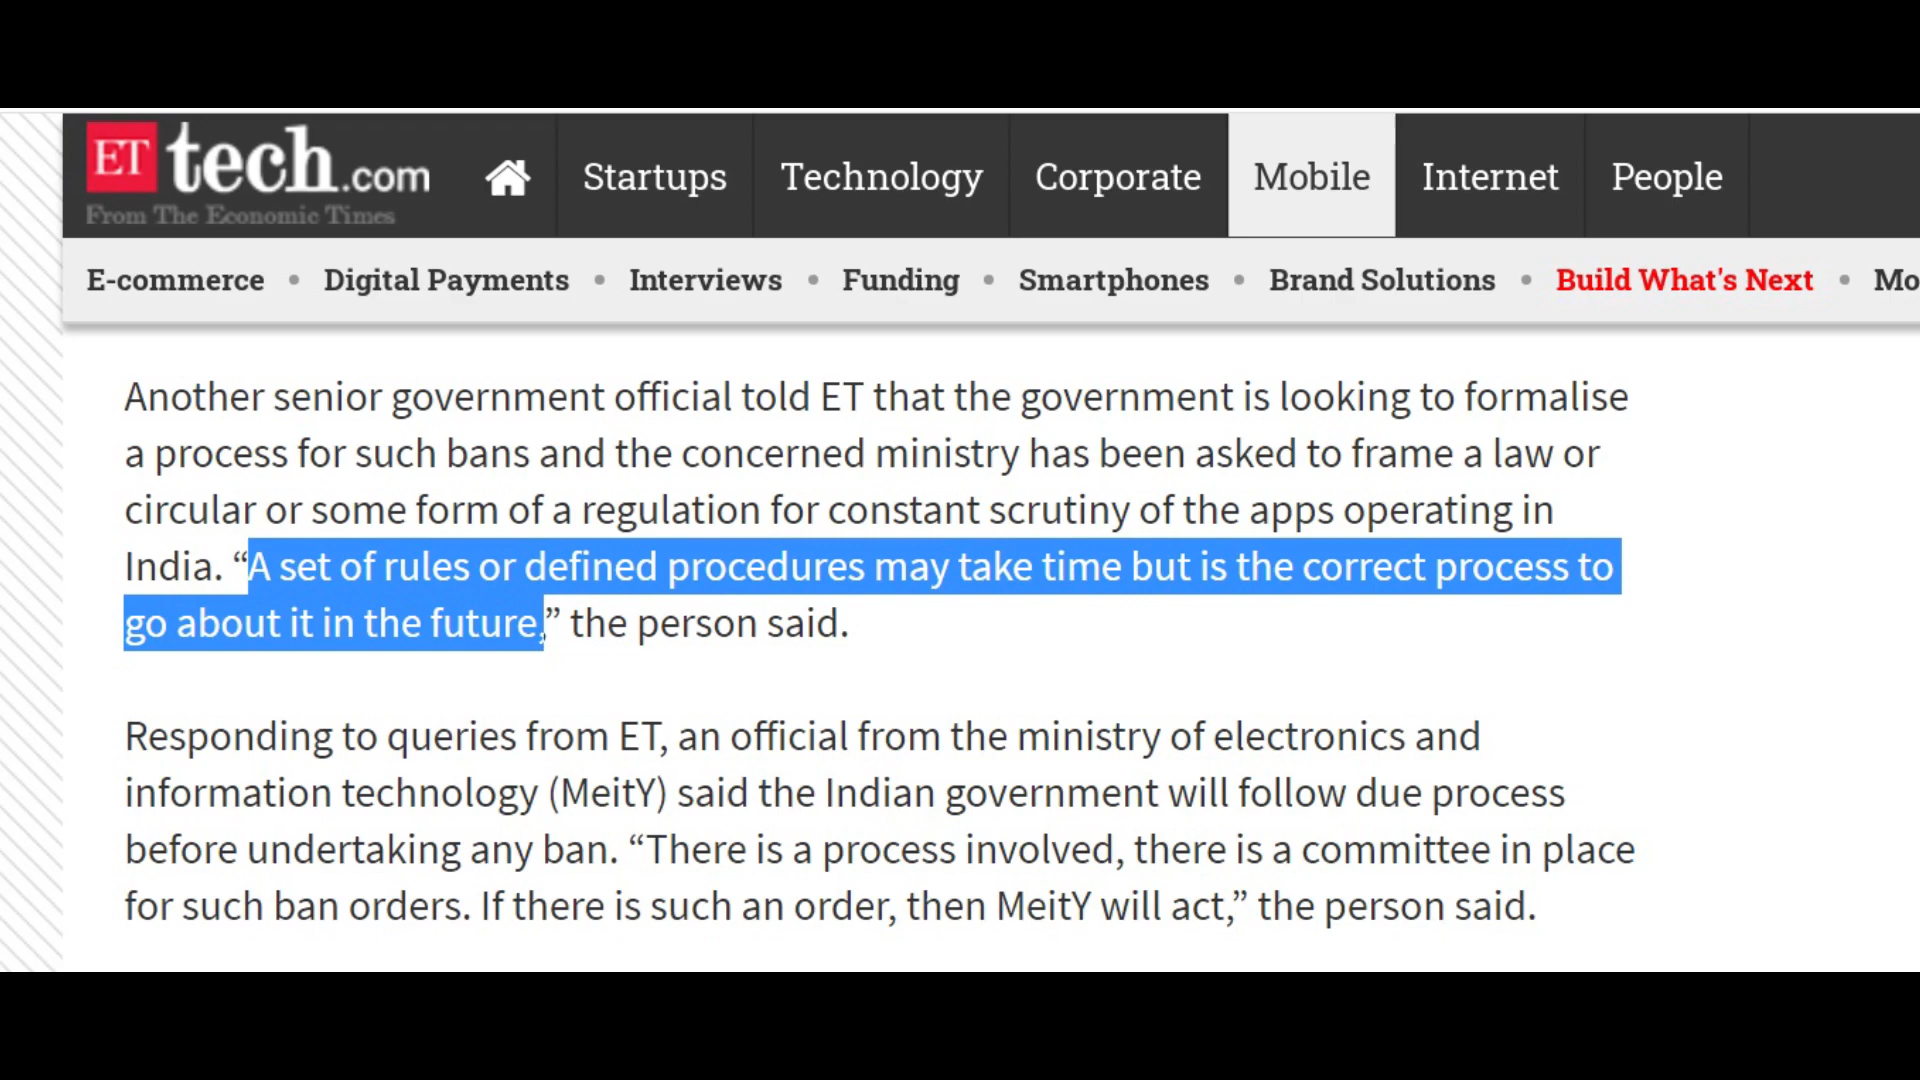 ET tech.com
From The Economic Times
Startups
Technology
Corporate
Mobile
Internet
People
E-commerce • Digital Payments • Interviews • Funding • Smartphones • Brand Solutions • Build What's Next • Mo
Another senior government official told ET that the government is looking to formalise
a process for such bans and the concerned ministry has been asked to frame a law or
circular or some form of a regulation for constant scrutiny of the apps operating in
India. “A set of rules or defined procedures may take time but is the correct process to
go about it in the future,” the person said.
Responding to queries from ET, an official from the ministry of electronics and
information technology (MeitY) said the Indian government will follow due process
before undertaking any ban. “There is a process involved, there is a committee in place
for such ban orders. If there is such an order, then MeitY will act,” the person said.